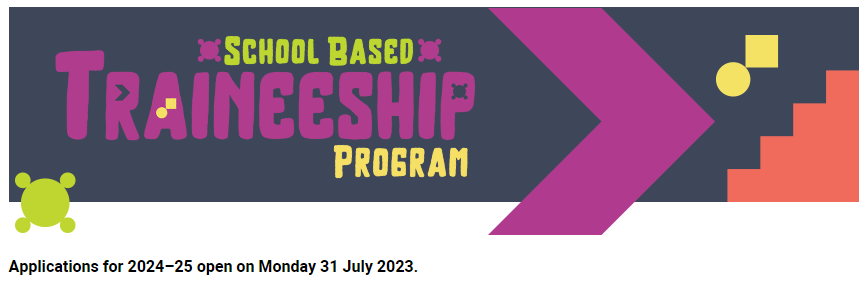 School Based
Traineeship
Program
Applications for 2024–25 open on Monday 31 July 2023.